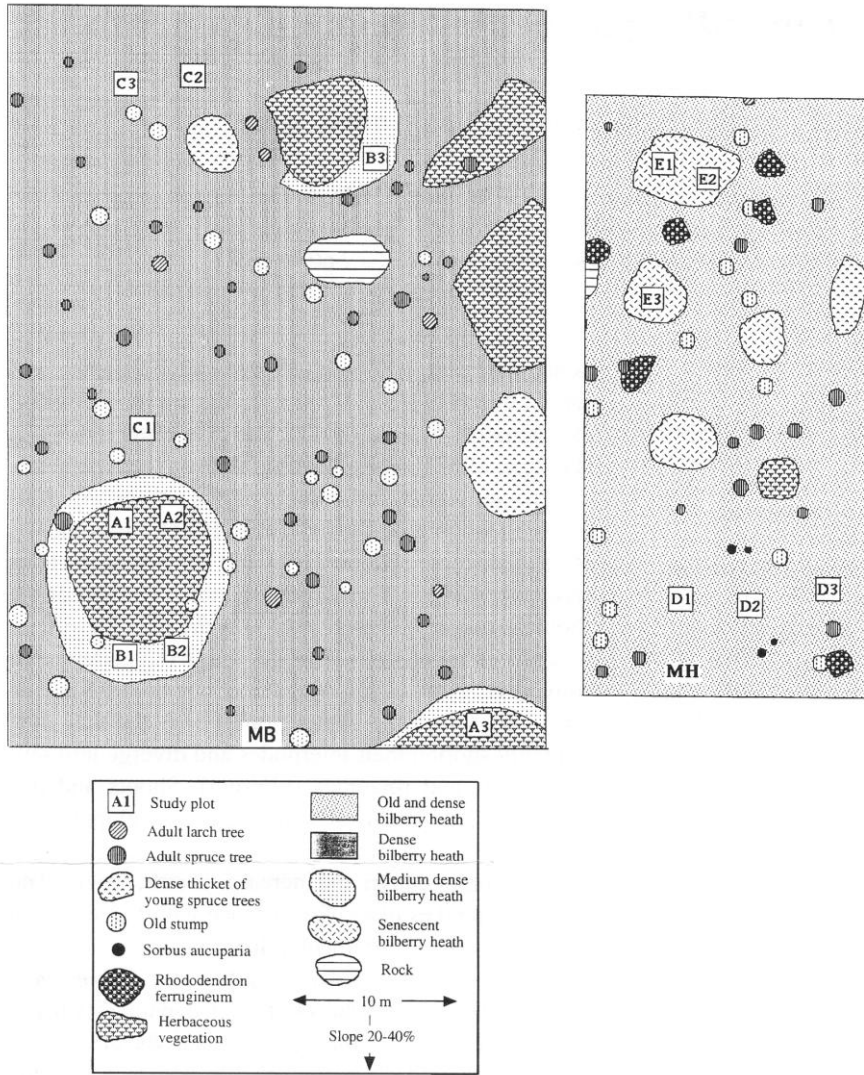 C3
C2
B3
E1
E2
E3
C1
A1
A2
B1
B2
D1
D2
D3
MH
A3
MB
A1 Study plot
Adult larch tree
Adult spruce tree
Dense thicket of
young spruce trees
Old stump
Sorbus aucuparia
Rhododendron
ferrugineum
Herbaceous
vegetation
Old and dense
bilberry heath
Dense
bilberry heath
Medium dense
bilberry heath
Senescent
bilberry heath
Rock
10 m
Slope 20-40%